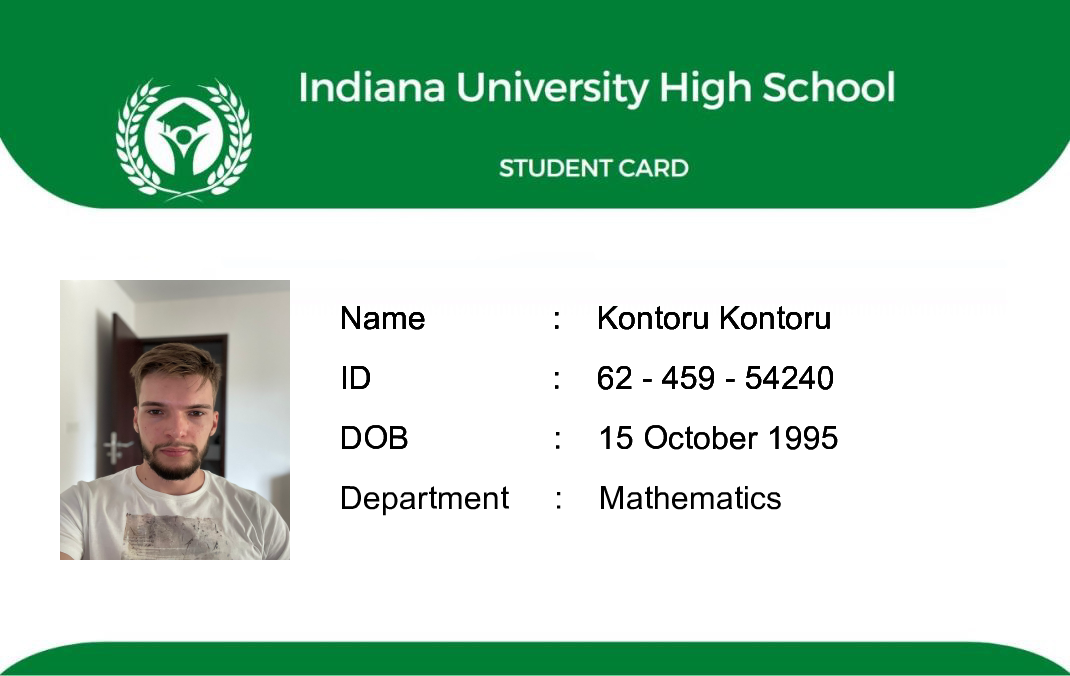 Indiana University High School
STUDENT CARD
Name : Kontoru Kontoru
ID : 62 - 459 - 54240
DOB : 15 October 1995
Department : Mathematics